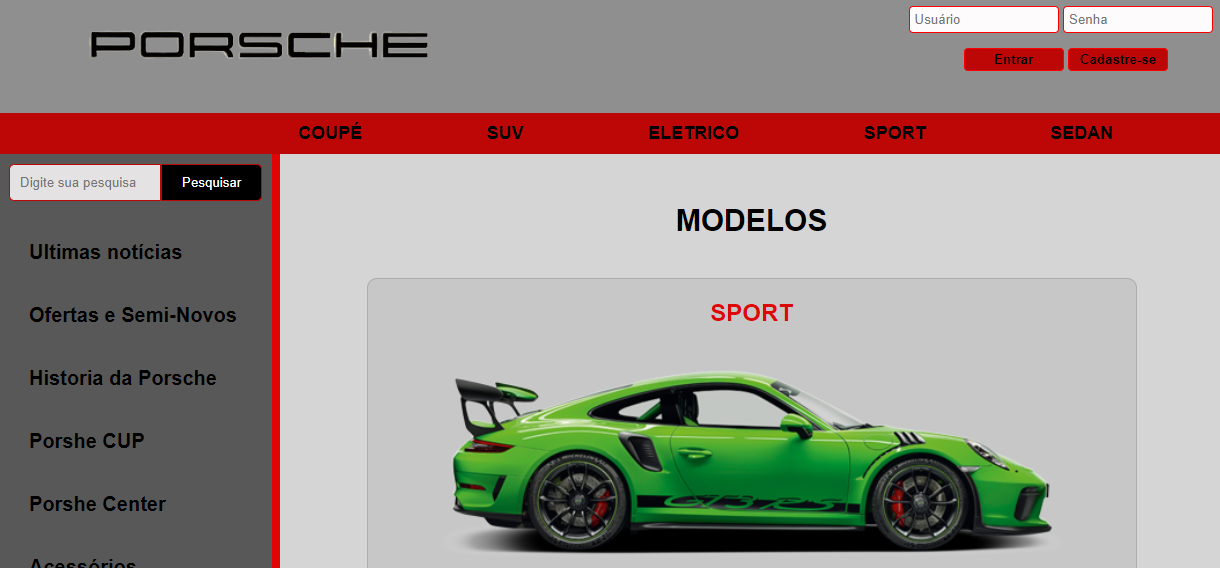 PORSCHE
Usuário Senha
Entrar Cadastre-se
COUPÉ SUV ELETRICO SPORT SEDAN
Digite sua pesquisa Pesquisar
Ultimas notícias
Ofertas e Semi-Novos
Historia da Porsche
Porshe CUP
Porshe Center
Acessórios
MODELOS
SPORT
GT3 RS